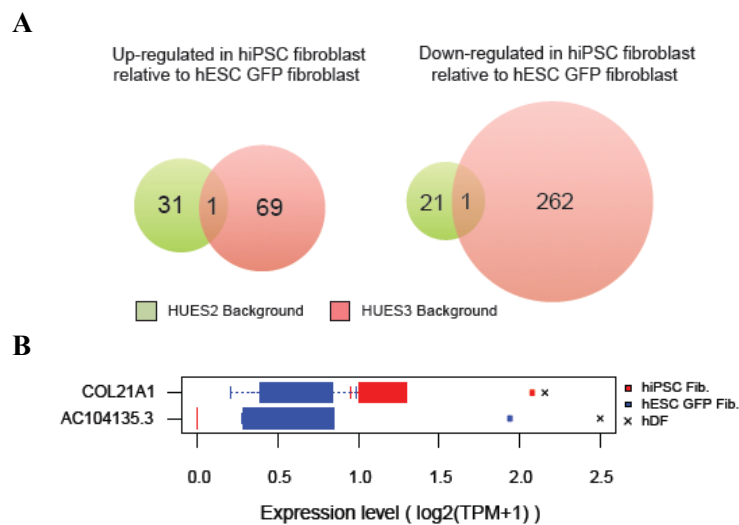 A
Up-regulated in hiPSC fibroblast
relative to hESC GFP fibroblast
Down-regulated in hiPSC fibroblast
relative to hESC GFP fibroblast
31
1
69
21
1
262
HUES2 Background
HUES3 Background
B
COL21A1
AC104135.3
hiPSC Fib.
hESC GFP Fib.
hDF
0.0
0.5
1.0
1.5
2.0
2.5
Expression level ( log2(TPM+1) )